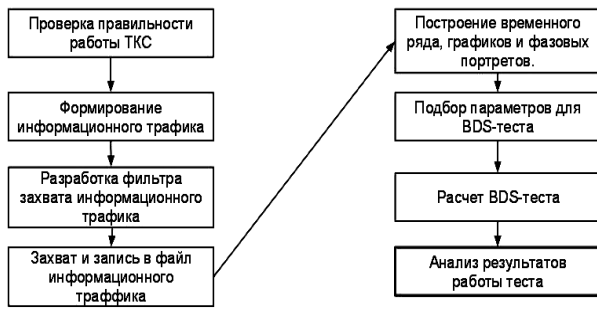 Проверка правильности
работы ТКС
Формирование
информационного трафика
Разработка фильтра
захвата информационного
трафика
Захват и запись в файл
информационного
траффика
Построение временного
ряда, графиков и фазовых
портретов.
Подбор параметров для
BDS-теста
Расчет BDS-теста
Анализ результатов
работы теста